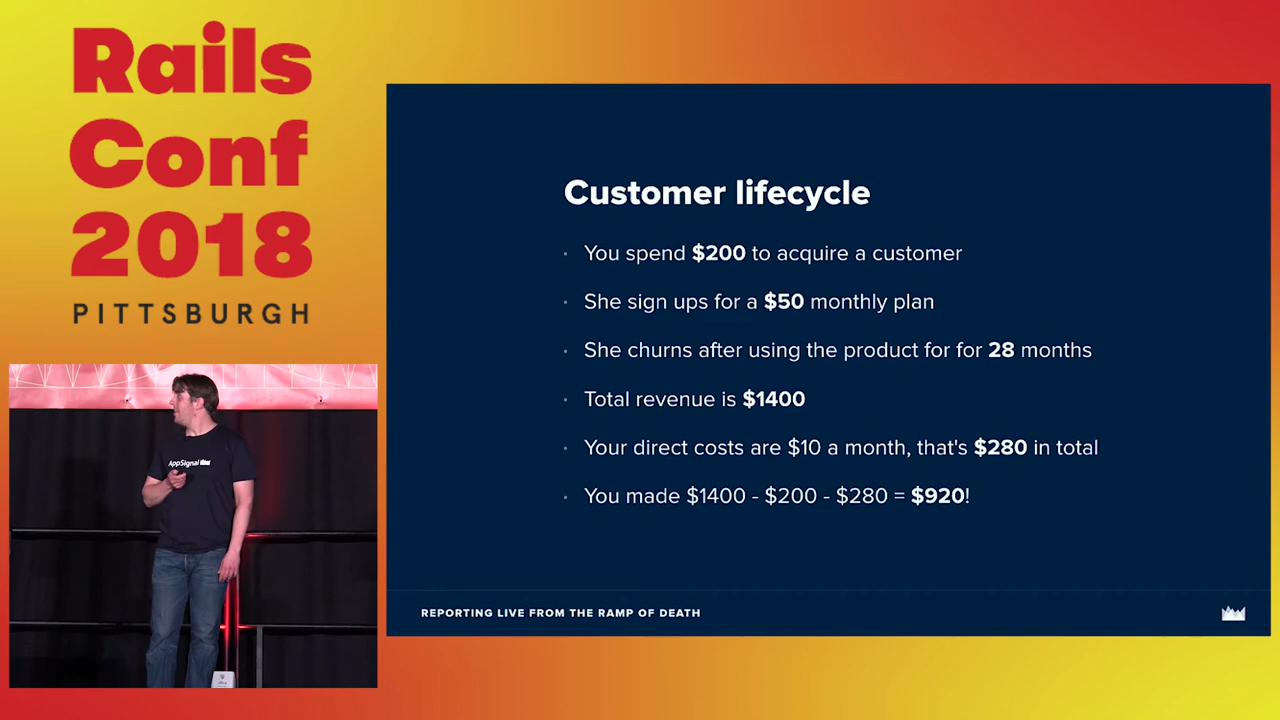 Rails
Conf
2018
PITTSBURGH
AppSignal
Customer lifecycle
· You spend $200 to acquire a customer
· She sign ups for a $50 monthly plan
· She churns after using the product for for 28 months
· Total revenue is $1400
· Your direct costs are $10 a month, that's $280 in total
· You made $1400 - $200 - $280 = $920!
REPORTING LIVE FROM THE RAMP OF DEATH